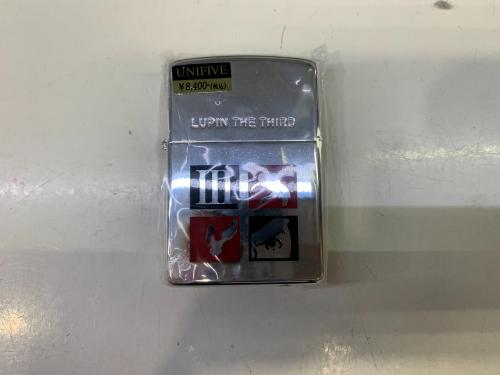 UNIFIVE
¥8,400-(税込)
LUPIN THE THIRD
III